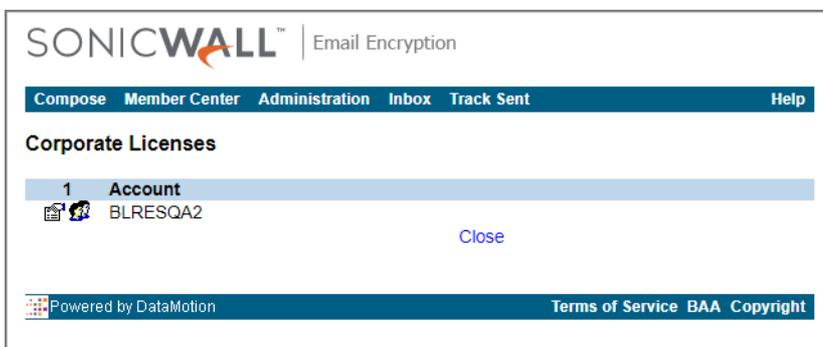 SONICWALL™ Email Encryption
Compose Member Center Administration Inbox Track Sent Help
Corporate Licenses
1 Account
BLRESQA2
Close
Powered by DataMotion Terms of Service BAA Copyright